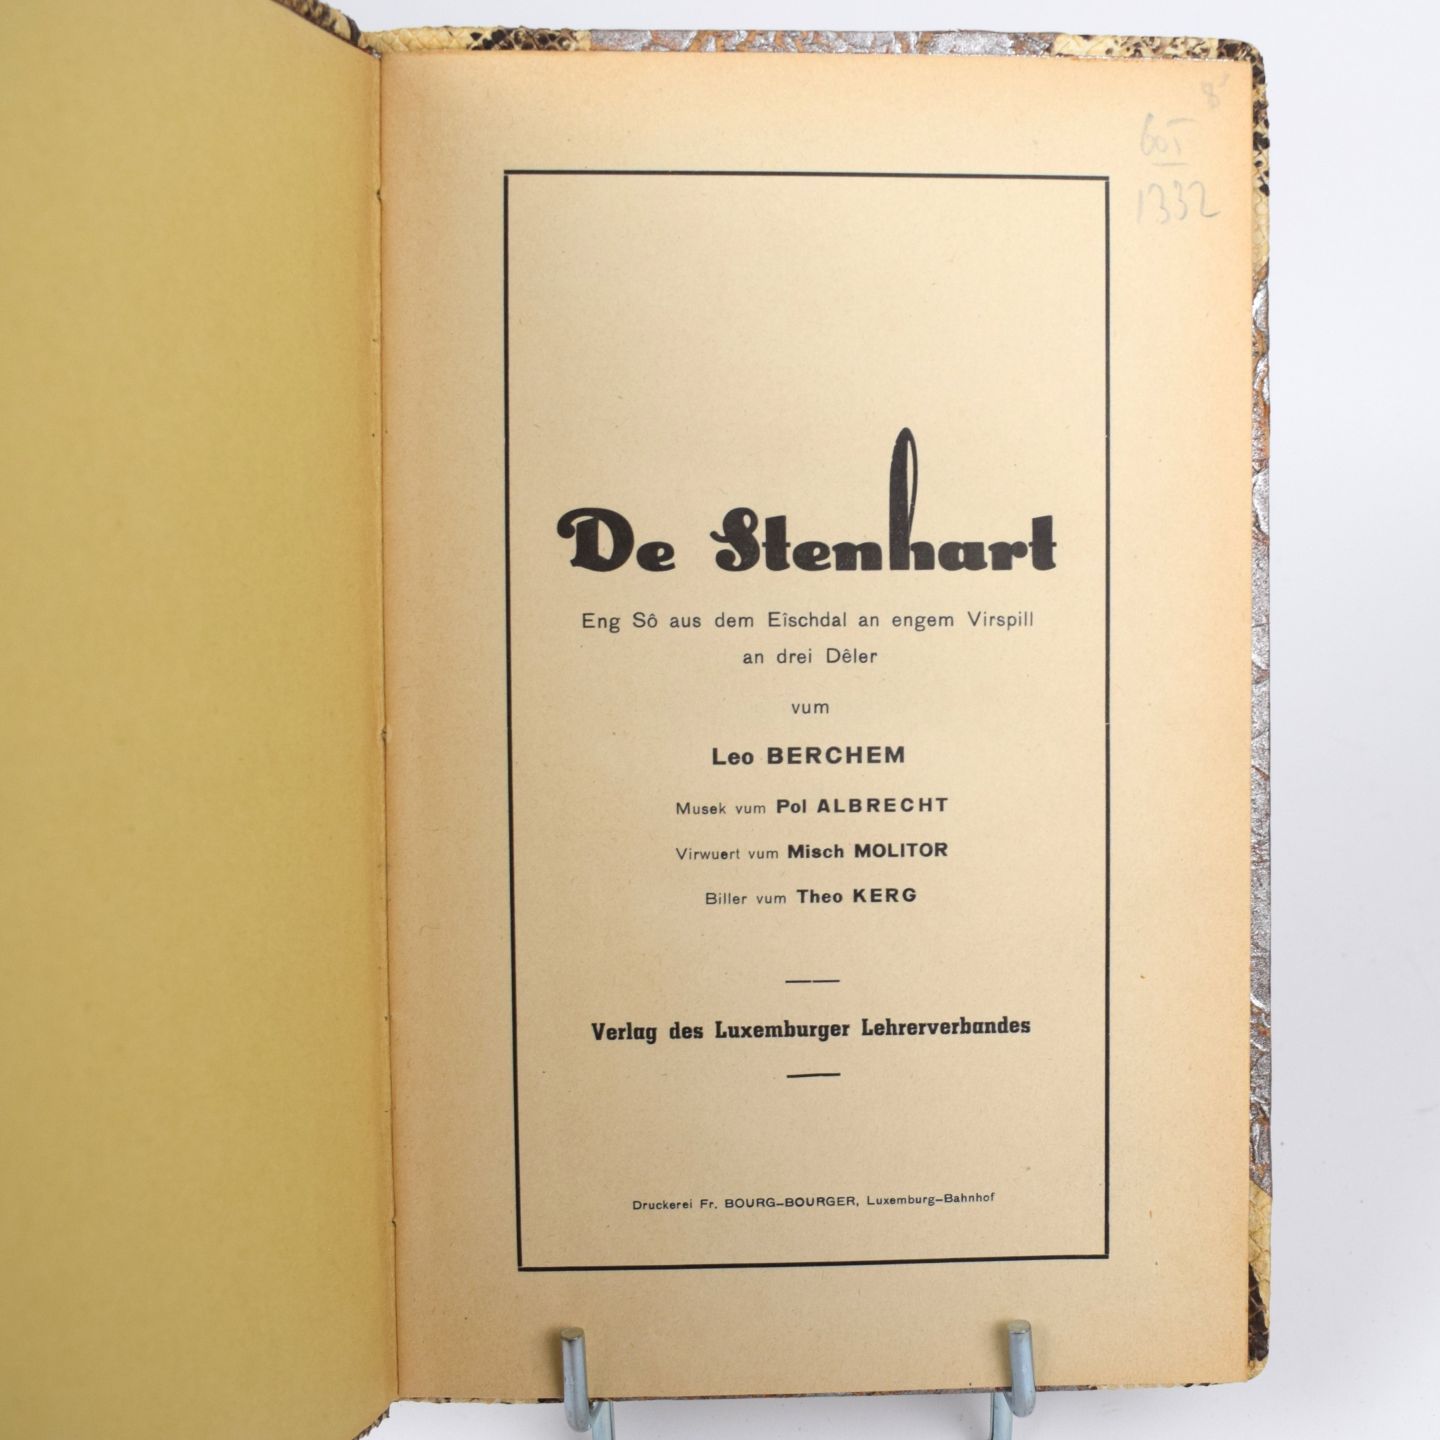 8°
1332
De Stenhart
Eng Sô aus dem Eîschdal an engem Virspill
an drei Dêler
vum
Leo BERCHEM
Musek vum Pol ALBRECHT
Virwuert vum Misch MOLITOR
Biller vum Theo KERG
Verlag des Luxemburger Lehrerverbandes
Druckerei Fr. BOURG-BOURGER, Luxemburg-Bahnhof